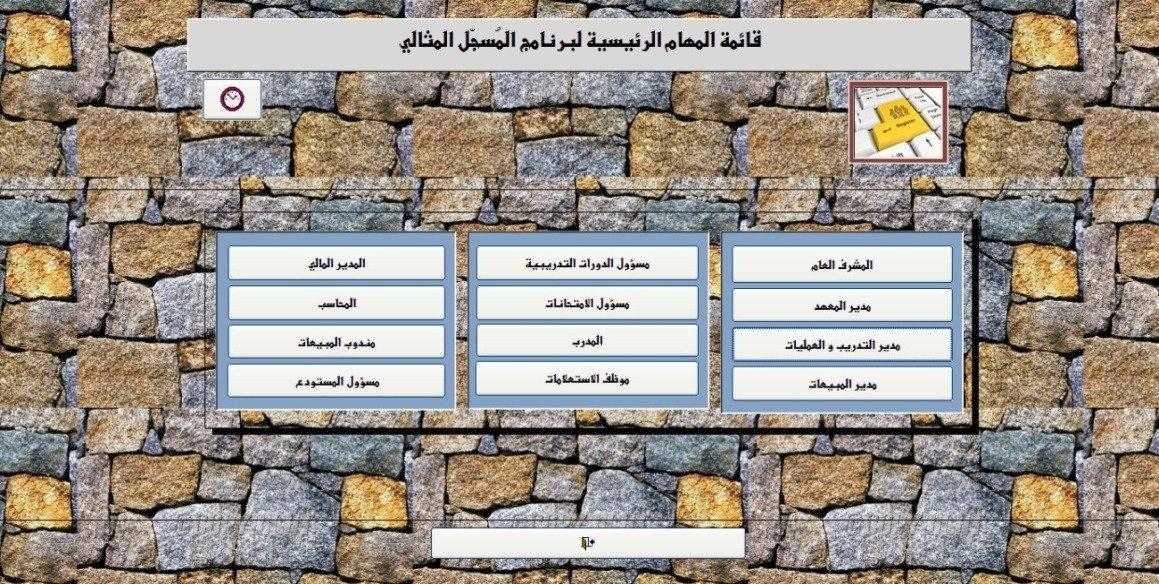 قائمة المهام الرئيسية لبرنامج المُسجّل المثالي
Register
المشرف العام
مدير المعهد
مدير التدريب و العمليات
مدير المبيعات
مسؤول الدورات التدريبية
مسؤول الامتحانات
المدرب
موظف الاستعلامات
المدير المالي
المحاسب
مندوب المبيعات
مسؤول المستودع